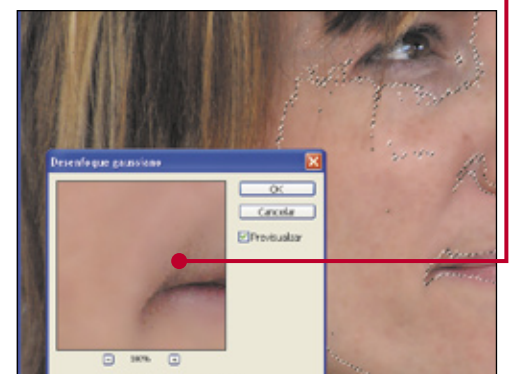 Desenfoque gaussiano
OK
Cancelar
Previsualizar
100%